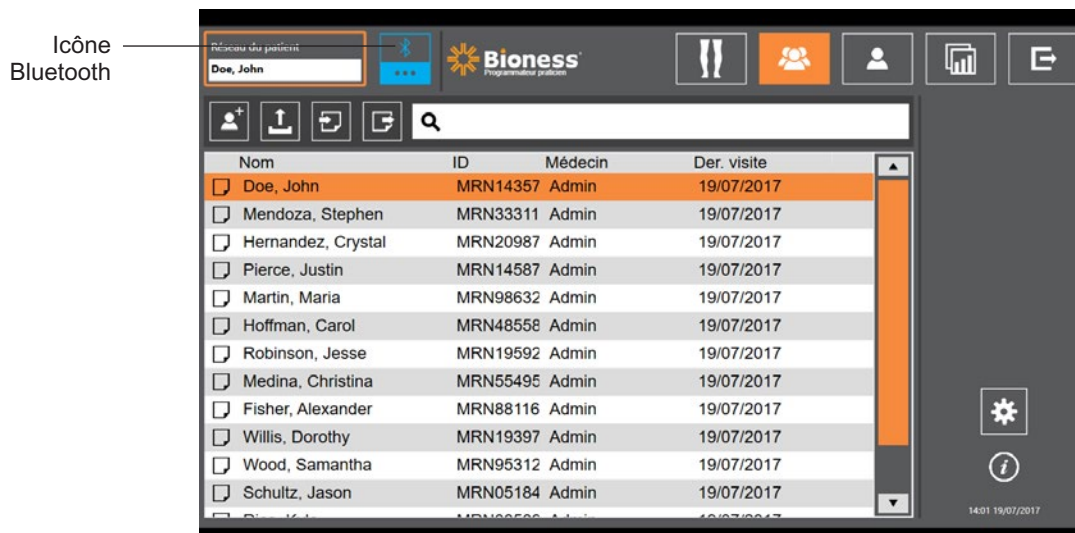 Icône
Bluetooth
Réseau du patient
Doe, John
Bioness
Programmateur praticien
Nom ID Médecin Der. visite
Doe, John MRN14357 Admin 19/07/2017
Mendoza, Stephen MRN33311 Admin 19/07/2017
Hernandez, Crystal MRN20987 Admin 19/07/2017
Pierce, Justin MRN14587 Admin 19/07/2017
Martin, Maria MRN98632 Admin 19/07/2017
Hoffman, Carol MRN48558 Admin 19/07/2017
Robinson, Jesse MRN19592 Admin 19/07/2017
Medina, Christina MRN55495 Admin 19/07/2017
Fisher, Alexander MRN88116 Admin 19/07/2017
Willis, Dorothy MRN19397 Admin 19/07/2017
Wood, Samantha MRN95312 Admin 19/07/2017
Schultz, Jason MRN05184 Admin 19/07/2017
14:01 19/07/2017